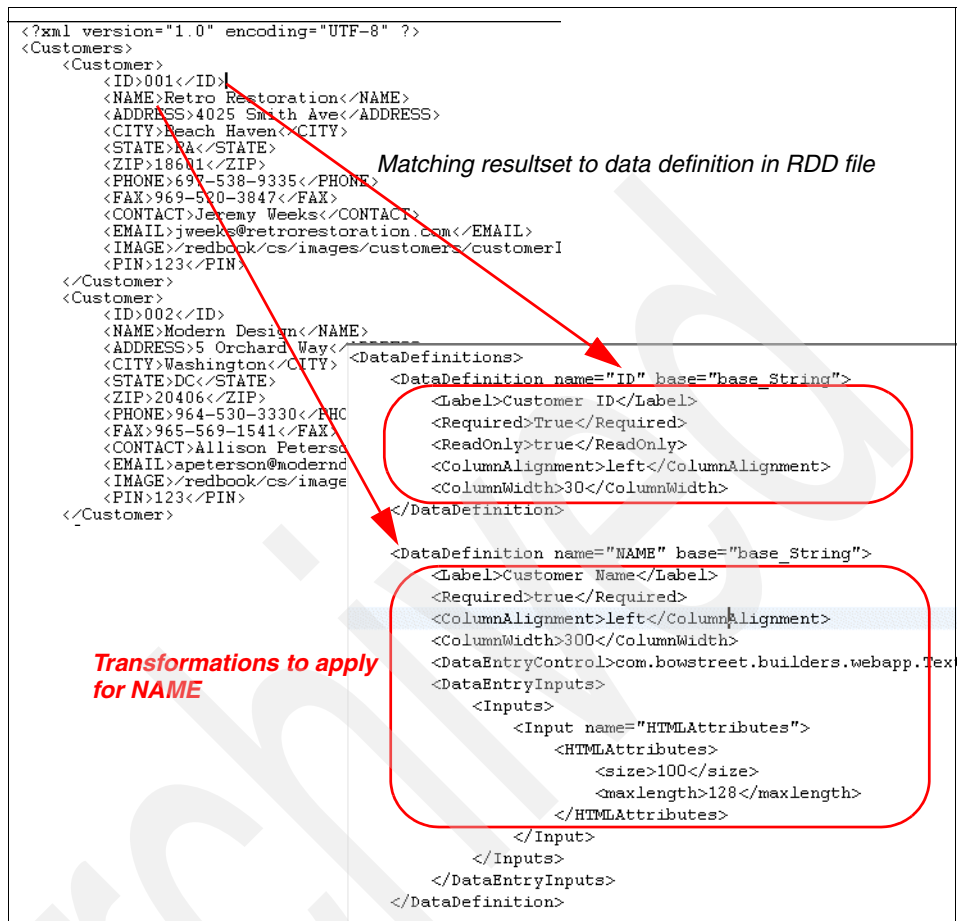 <?xml version="1.0" encoding="UTF-8" ?>
<Customers>
<Customer>
<ID>001</ID>
<NAME>Retro Restoration</NAME>
<ADDRESS>4025 Smith Ave</ADDRESS>
<CITY>Beach Haven</CITY>
<STATE>PA</STATE>
<ZIP>18601</ZIP>
<PHONE>697-538-9335</PHONE>
<FAX>969-520-3847</FAX>
<CONTACT>Jeremy Weeks</CONTACT>
<EMAIL>jweeks@retrorestoration.com</EMAIL>
<IMAGE>/redbook/cs/images/customers/customerI
<PIN>123</PIN>
</Customer>
<Customer>
<ID>002</ID>
<NAME>Modern Design</NAME>
<ADDRESS>5 Orchard Way</ADDRESS
<CITY>Washington</CITY>
<STATE>DC</STATE>
<ZIP>20406</ZIP>
<PHONE>964-530-3330</PHO
<FAX>965-569-1541</FAX>
<CONTACT>Allison Peterso
<EMAIL>apeterson@modernd
<IMAGE>/redbook/cs/image
<PIN>123</PIN>
</Customer>
Matching resultset to data definition in RDD file
<DataDefinitions>
<DataDefinition name="ID" base="base_String">
<Label>Customer ID</Label>
<Required>True</Required>
<ReadOnly>true</ReadOnly>
<ColumnAlignment>left</ColumnAlignment>
<ColumnWidth>30</ColumnWidth>
</DataDefinition>
<DataDefinition name="NAME" base="base_String">
<Label>Customer Name</Label>
<Required>true</Required>
<ColumnAlignment>left</ColumnAlignment>
<ColumnWidth>300</ColumnWidth>
<DataEntryControl>com.bowstreet.builders.webapp.Tex
<DataEntryInputs>
<Inputs>
<Input name="HTMLAttributes">
<HTMLAttributes>
<size>100</size>
<maxlength>128</maxlength>
</HTMLAttributes>
</Input>
</Inputs>
</DataEntryInputs>
</DataDefinition>
Transformations to apply
for NAME